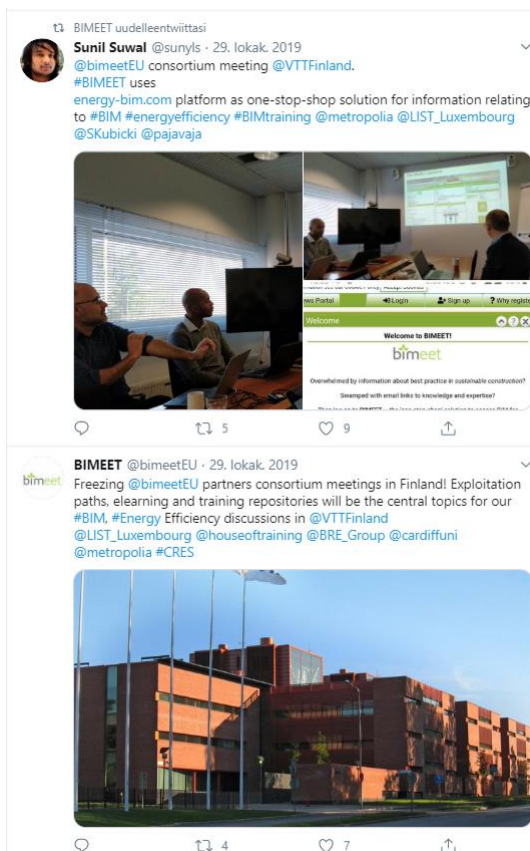 BIMEET uudelleentwiittasi
Sunil Suwal @sunyls · 29. lokak. 2019
@bimeetEU consortium meeting @VTTFinland.
#BIMEET uses
energy-bim.com platform as one-stop-shop solution for information relating
to #BIM #energyefficiency #BIMtraining @metropolia @LIST_Luxembourg
@SKubicki @pajavaja
Login
Sign up
? Why registe
Welcome
Welcome to BIMEET!
bimeet
Overwhelmed by information about best practice in sustainable construction?
Swamped with email links to knowledge and expertise?
5
9
bimeet
BIMEET @bimeetEU · 29. lokak. 2019
Freezing @bimeetEU partners consortium meetings in Finland! Exploitation
paths, elearning and training repositories will be the central topics for our
#BIM, #Energy Efficiency discussions in @VTTFinland
@LIST_Luxembourg @houseoftraining @BRE_Group @cardiffuni
@metropolia #CRES
4
7